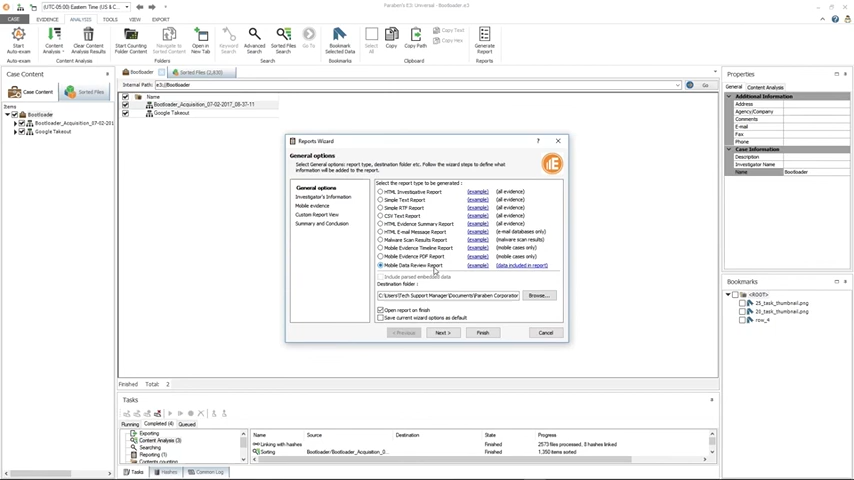 (UTC-05:00) Eastern Time (US & C
Paraben's E3: Universal - Bootloader.e3
CASE EVIDENCE ANALYSIS TOOLS VIEW EXPORT
Start Auto-exam
Content Analysis
Clear Content Analysis Results
Start Counting Folder Content
Navigate to Sorted Content
Open in New Tab
Keyword Search
Advanced Search
Sorted Files Search
Go To
Bookmark Selected Data
Select All
Copy
Copy Path
Copy Text
Copy Hex
Generate Reports
Auto-exam Content Analysis Folders Search Bookmarks Clipboard Reports
Case Content
Case Content Sorted Files
Items
Bootloader
Bootloader_Acquisition_07-02-201
Google Takeout
Bootloader Sorted Files (2,630)
Internal Path: e3:\\Bootloader Go
Name
Bootloader_Acquisition_07-02-2017_08-37-11
Google Takeout
Reports Wizard
General options
Select General options: report type, destination folder etc. Follow the wizard steps to define what
information will be added to the report.
General options
Investigator's Information
Mobile evidence
Custom Report View
Summary and Conclusion
Select the report type to be generated :
HTML Investigative Report (example) (all evidence)
Simple Text Report (example) (all evidence)
Simple RTF Report (example) (all evidence)
CSV Text Report (example) (all evidence)
HTML Evidence Summary Report (example) (all evidence)
HTML E-mail Message Report (example) (e-mail databases only)
Malware Scan Results Report (example) (malware scan results)
Mobile Evidence Timeline Report (example) (mobile cases only)
Mobile Evidence PDF Report (example) (mobile cases only)
Mobile Data Review Report (example) (data included in report)
Include parsed embedded data
Destination folder :
C:\Users\Tech Support Manager\Documents\Paraben Corporation Browse...
Open report on finish
Save current wizard options as default
< Previous Next > Finish Cancel
Properties
General Content Analysis
Additional Information
Address
Agency/Company
Comments
E-mail
Fax
Phone
Case Information
Description
Investigator Name
Name Bootloader
Bookmarks
<ROOT>
25_task_thumbnail.png
28_task_thumbnail.png
row_4
Finished Total: 2
Tasks
Running Completed (4) Queued
Exporting
Content Analysis (3)
Searching
Reporting (1)
Contents counting
Name Source Destination State Progress
Linking with hashes Finished 2573 files processed, 8 hashes linked
Sorting Bootloader/Bootloader_Acquisition_0... Finished 1,350 items sorted
Tasks Hashes Common Log